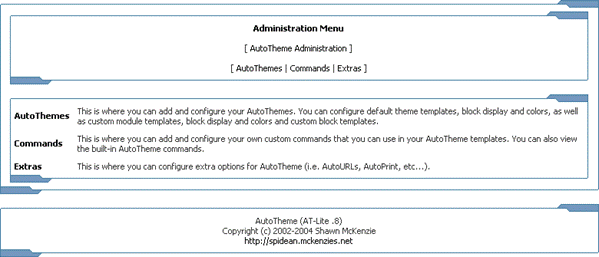 Administration Menu
[ AutoTheme Administration ]
[ AutoThemes | Commands | Extras ]
AutoThemes This is where you can add and configure your AutoThemes. You can configure default theme templates, block display and colors, as well
as custom module templates, block display and colors and custom block templates.
Commands This is where you can add and configure your own custom commands that you can use in your AutoTheme templates. You can also view
the built-in AutoTheme commands.
Extras This is where you can configure extra options for AutoTheme (i.e. AutoURLs, AutoPrint, etc...).
AutoTheme (AT-Lite .8)
Copyright (c) 2002-2004 Shawn McKenzie
http://spidean.mckenzies.net